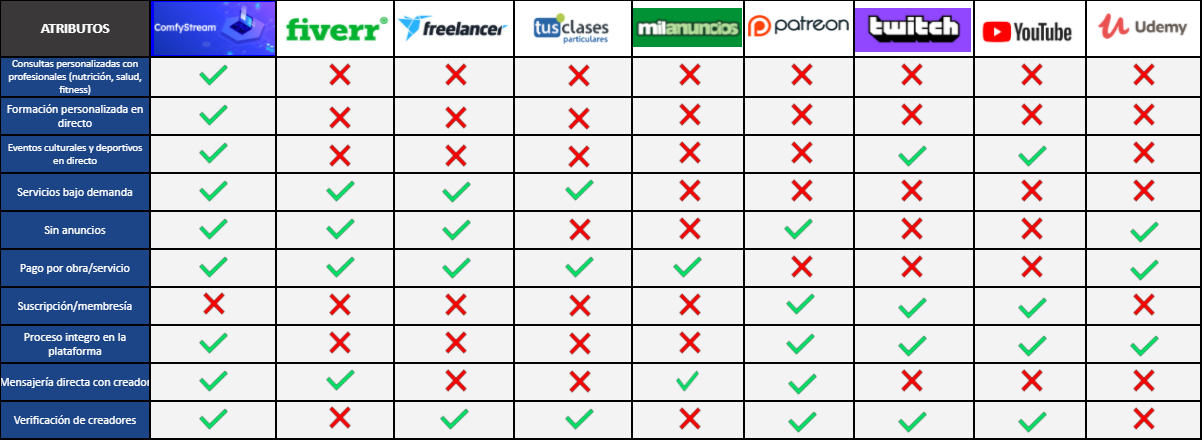 ATRIBUTOS
ComfyStream
fiverr®
freelancer
tusclases
particulares
milanuncios
patreon
twitch
YouTube
Udemy
Consultas personalizadas con
profesionales (nutrición, salud,
fitness)
Formación personalizada en
directo
Eventos culturales y deportivos
en directo
Servicios bajo demanda
Sin anuncios
Pago por obra/servicio
Suscripción/membresía
Proceso integro en la
plataforma
Mensajería directa con creador
Verificación de creadores